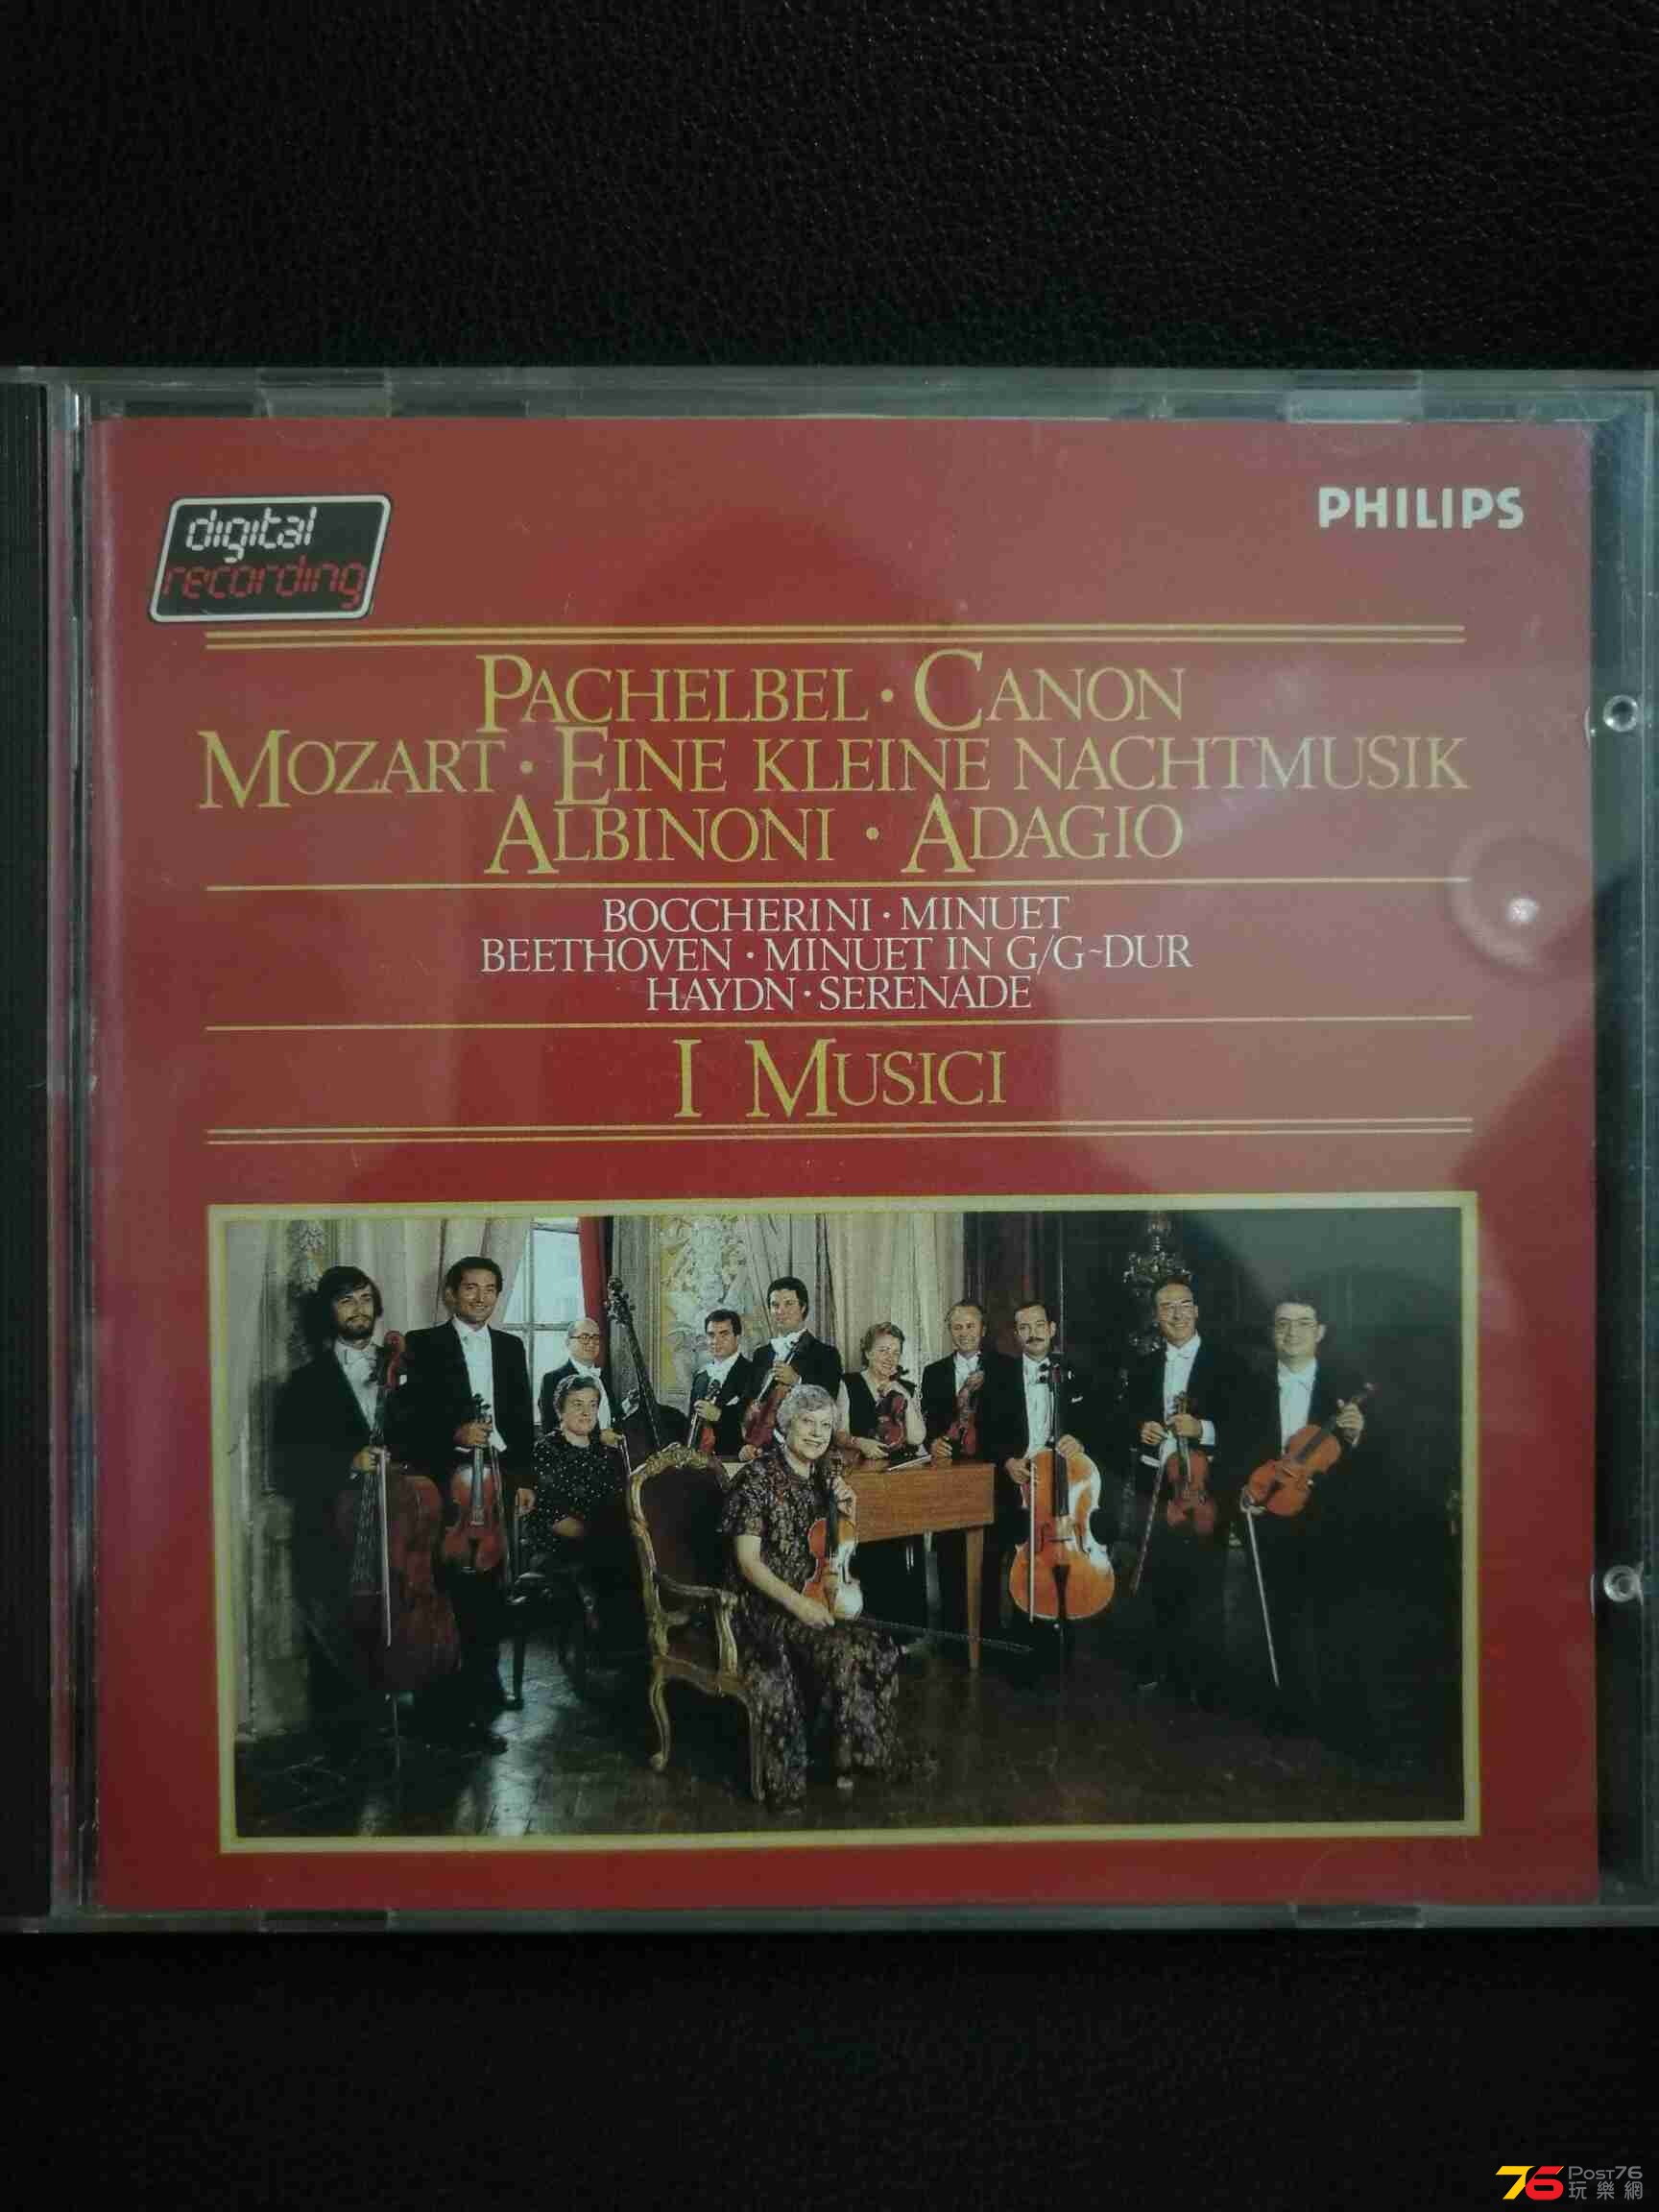 digital
recording
PHILIPS
PACHELBEL · CANON
MOZART · EINE KLEINE NACHTMUSIK
ALBINONI · ADAGIO
BOCCHERINI · MINUET
BEETHOVEN · MINUET IN G/G-DUR
HAYDN · SERENADE
I MUSICI
76 POST76
玩樂網